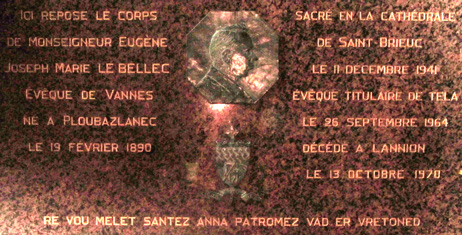 ICI REPOSE LE CORPS
DE MONSEIGNEUR EUGÈNE
JOSEPH MARIE LE BELLEC
ÉVÊQUE DE VANNES
NÉ À PLOUBAZLANEC
LE 19 FÉVRIER 1890
SACRÉ EN LA CATHÉDRALE
DE SAINT-BRIEUC
LE 11 DÉCEMBRE 1941
ÉVÊQUE TITULAIRE DE TELA
LE 26 SEPTEMBRE 1964
DÉCÉDÉ À LANNION
LE 13 OCTOBRE 1970
RE VOU MELET SANTEZ ANNA PATROMEZ VAD ER VRETONED